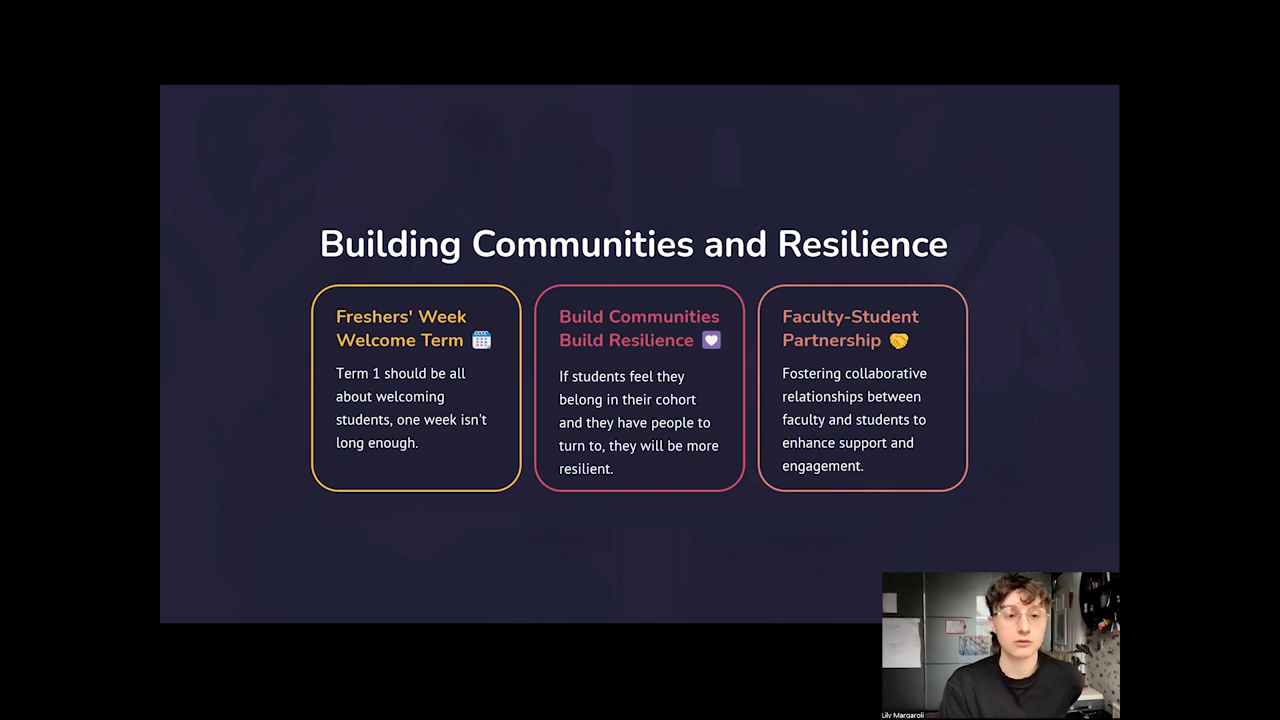 Building Communities and Resilience
Freshers' Week
Welcome Term
Term 1 should be all
about welcoming
students, one week isn't
long enough.
Build Communities
Build Resilience
If students feel they
belong in their cohort
and they have people to
turn to, they will be more
resilient.
Faculty-Student
Partnership
Fostering collaborative
relationships between
faculty and students to
enhance support and
engagement.
Lily Margaroli